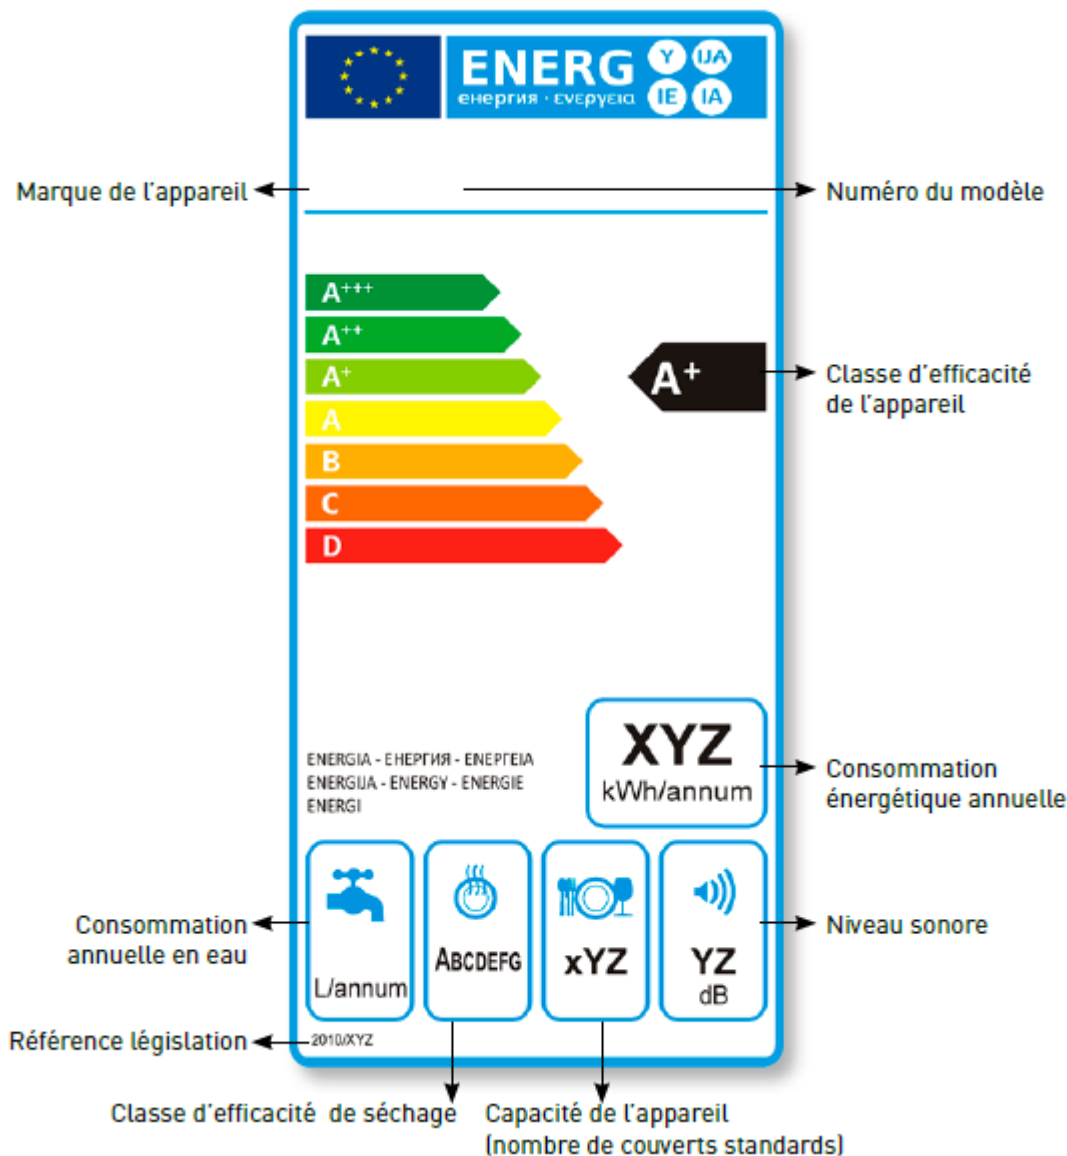 ENERG Y IJA
енергия · ενεργεια IE IA
Marque de l'appareil
Numéro du modèle
A+++
A++
A+
A
B
C
D
A+
Classe d'efficacité
de l'appareil
XYZ
kWh/annum
ENERGIA - ЕНЕРГИЯ - ΕΝΕΡΓΕΙΑ
ENERGIJA - ENERGY - ENERGIE
ENERGI
Consommation
énergétique annuelle
Consommation
annuelle en eau
L/annum
ABCDEFG
xYZ
YZ
dB
Niveau sonore
Référence législation
2010/XYZ
Classe d'efficacité de séchage
Capacité de l'appareil
(nombre de couverts standards)